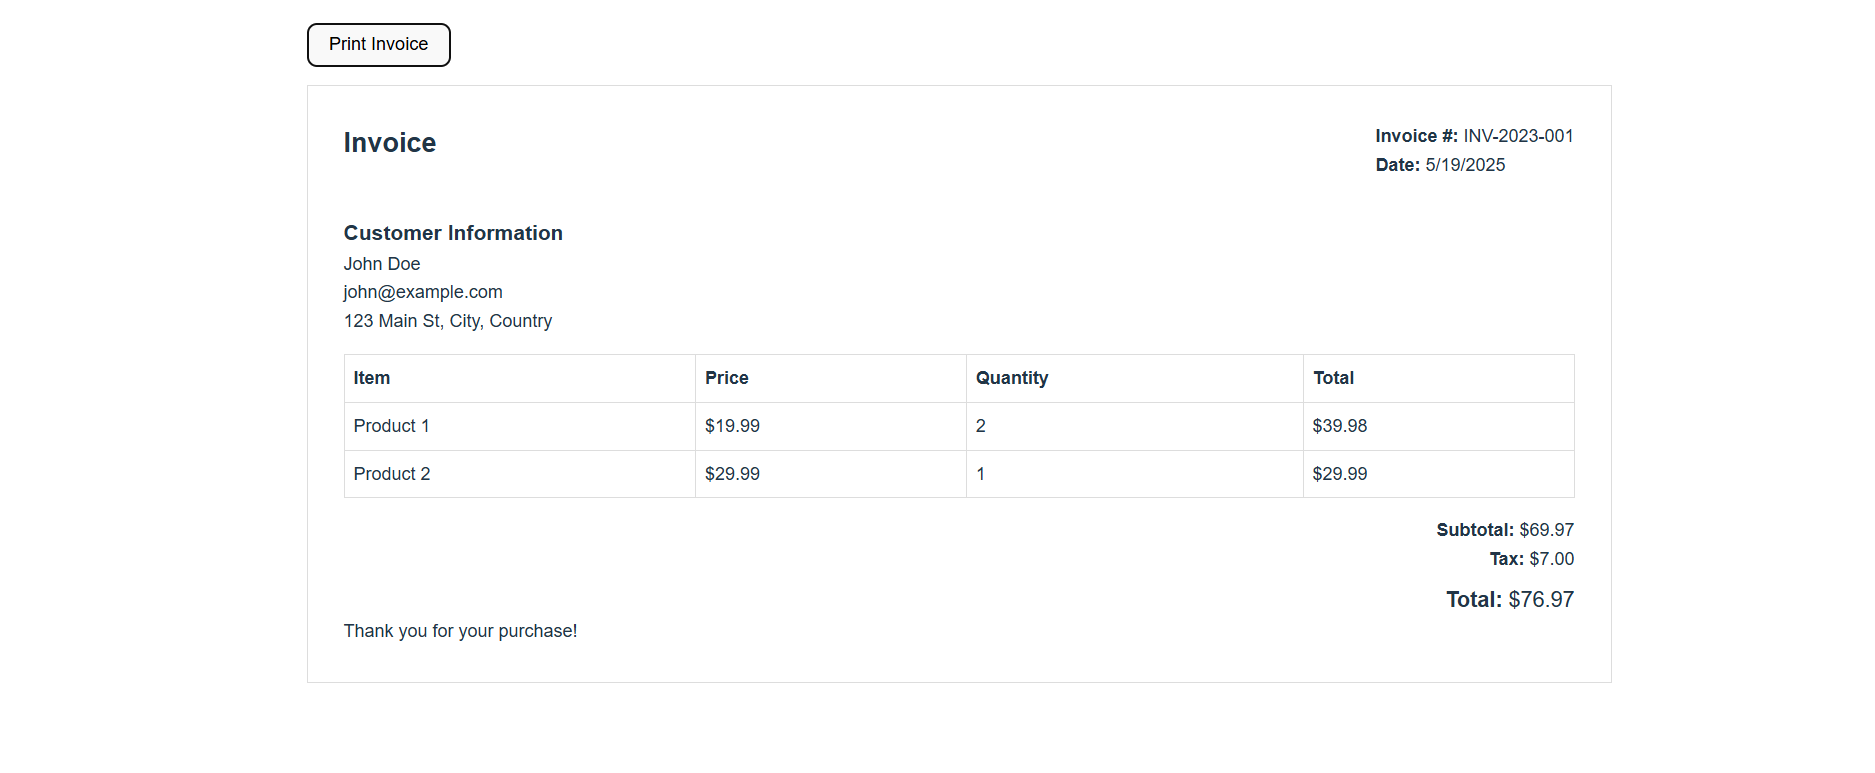 Print Invoice
Invoice
Invoice #: INV-2023-001
Date: 5/19/2025
Customer Information
John Doe
john@example.com
123 Main St, City, Country
Item Price Quantity Total
Product 1 $19.99 2 $39.98
Product 2 $29.99 1 $29.99
Subtotal: $69.97
Tax: $7.00
Total: $76.97
Thank you for your purchase!